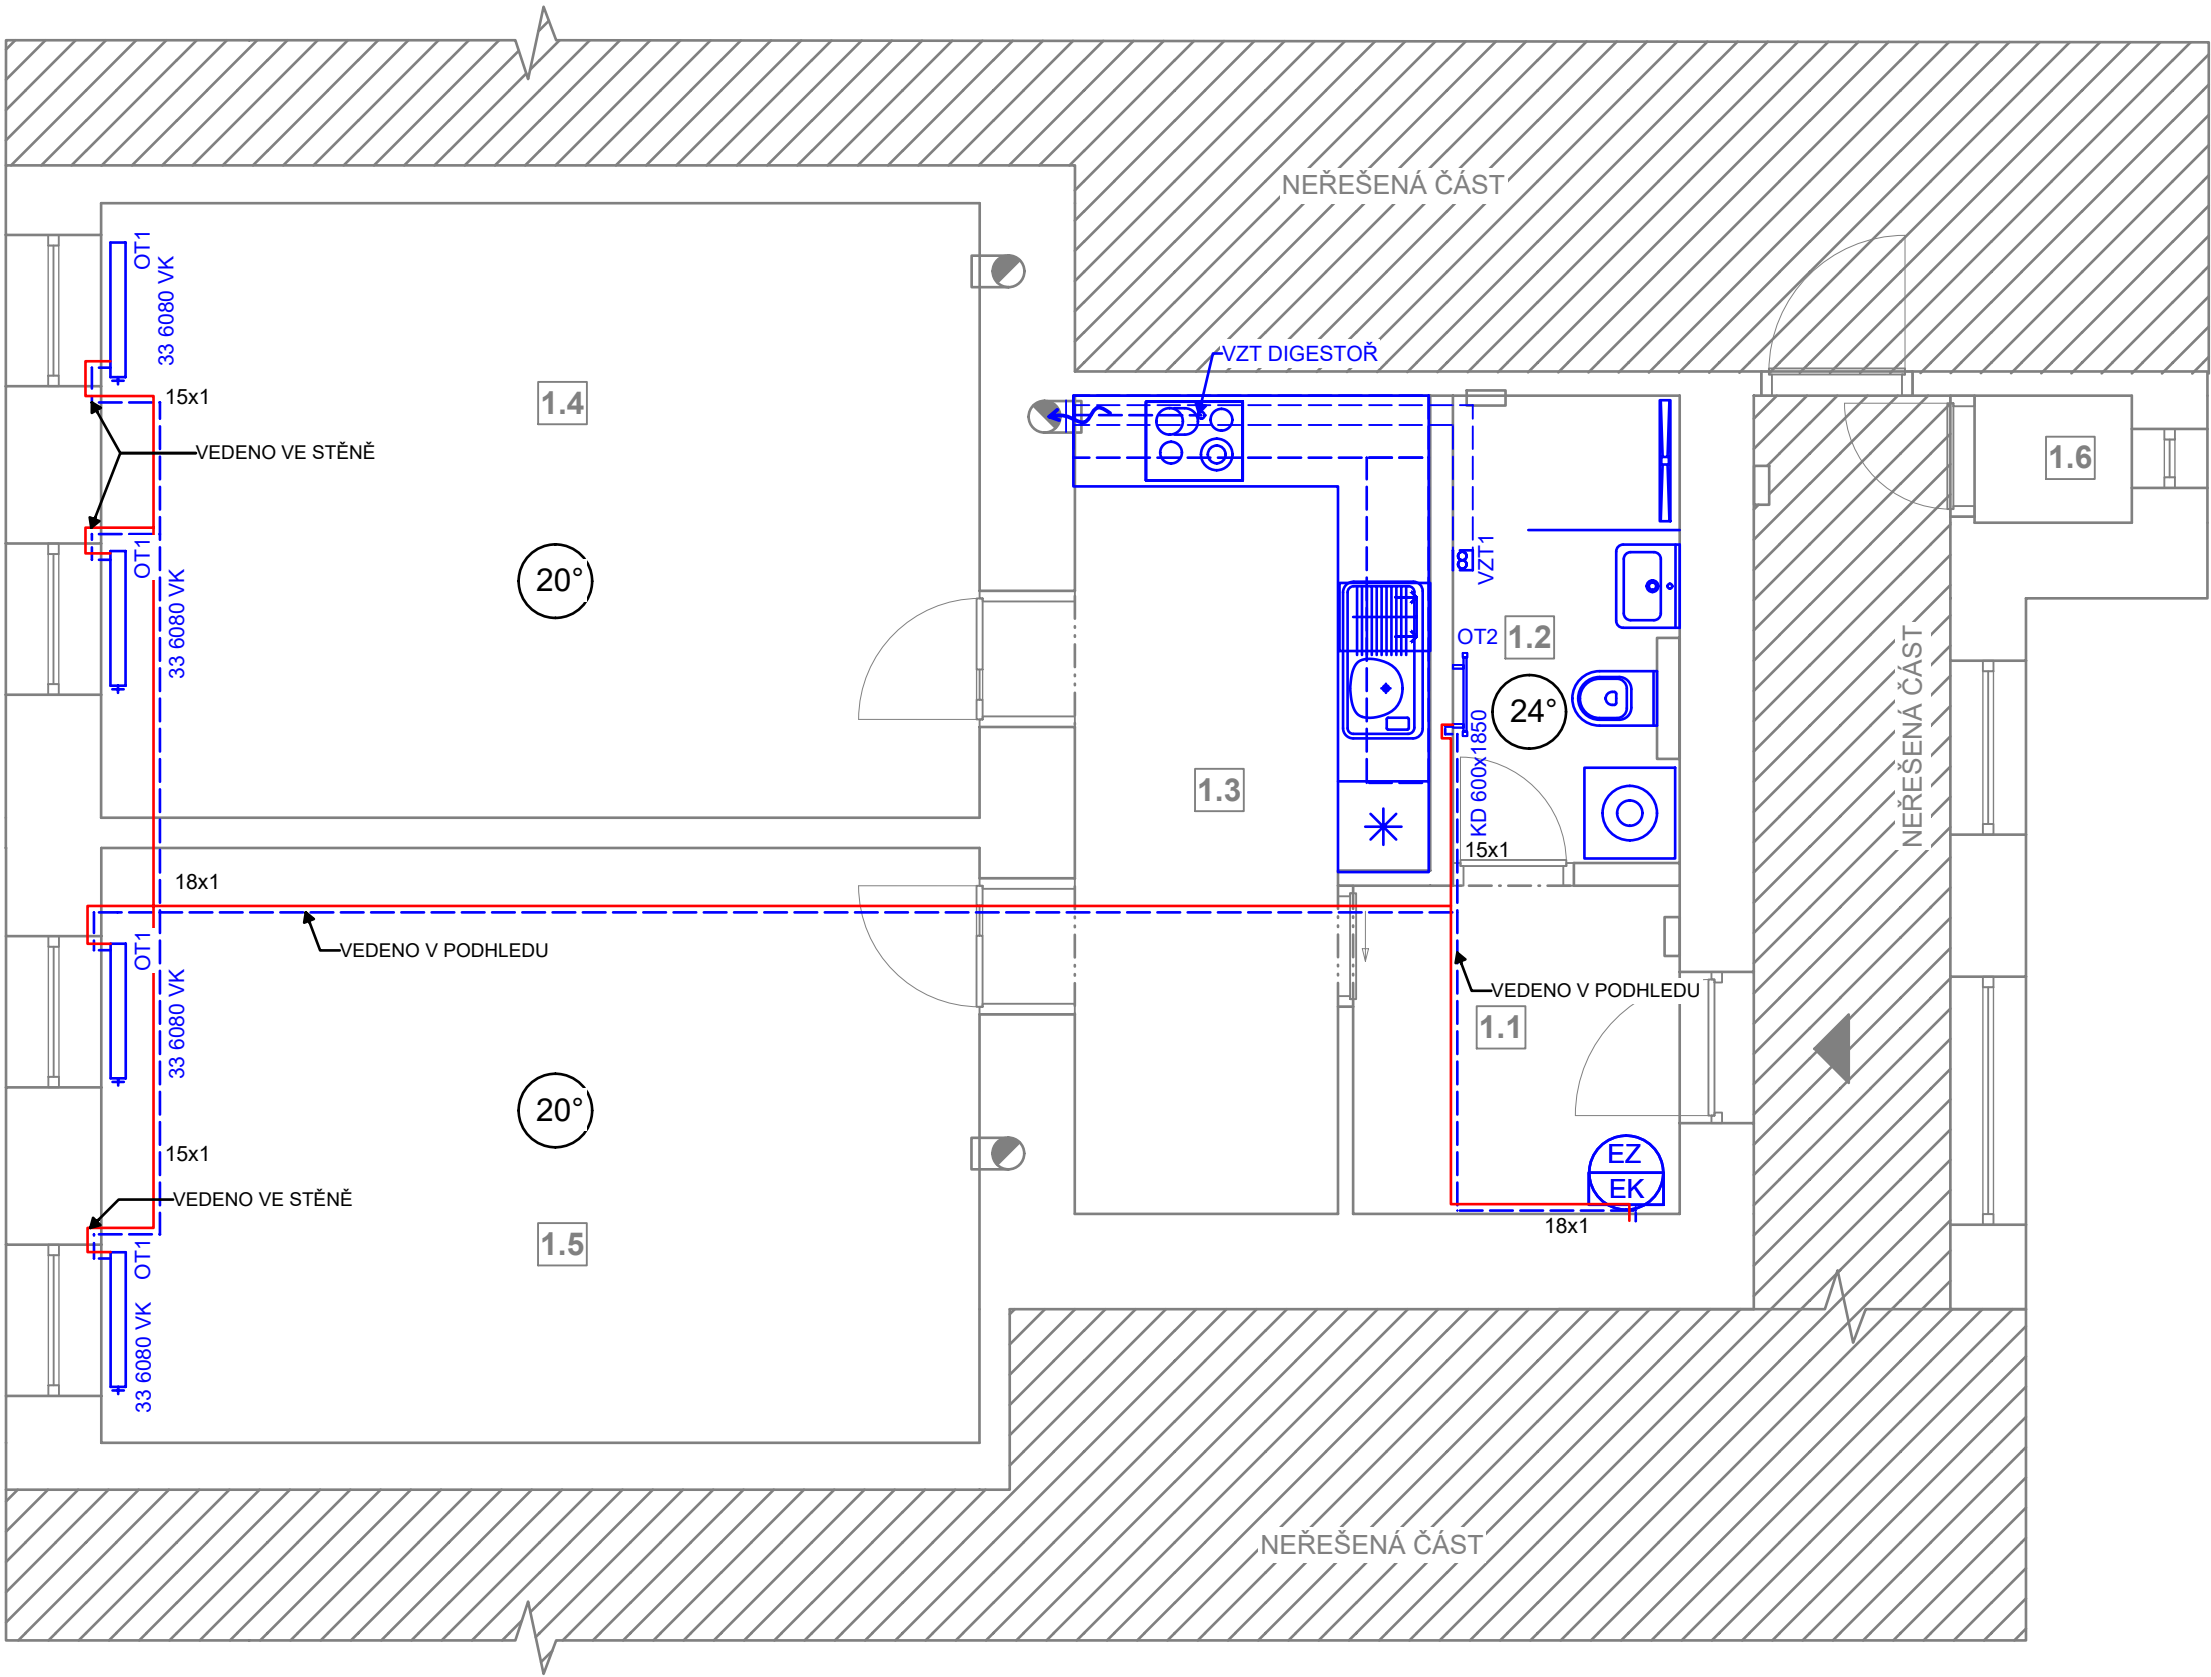 NEŘEŠENÁ ČÁST
OT1
33 6080 VK
VZT DIGESTOŘ
15x1
1.4
VEDENO VE STĚNĚ
1.6
OT1
33 6080 VK
20°
VZT1
OT2
1.2
24°
KD 600x1850
NEŘEŠENÁ ČÁST
1.3
15x1
18x1
VEDENO V PODHLEDU
OT1
33 6080 VK
VEDENO V PODHLEDU
1.1
20°
15x1
EZ
EK
VEDENO VE STĚNĚ
18x1
OT1
33 6080 VK
1.5
NEŘEŠENÁ ČÁST